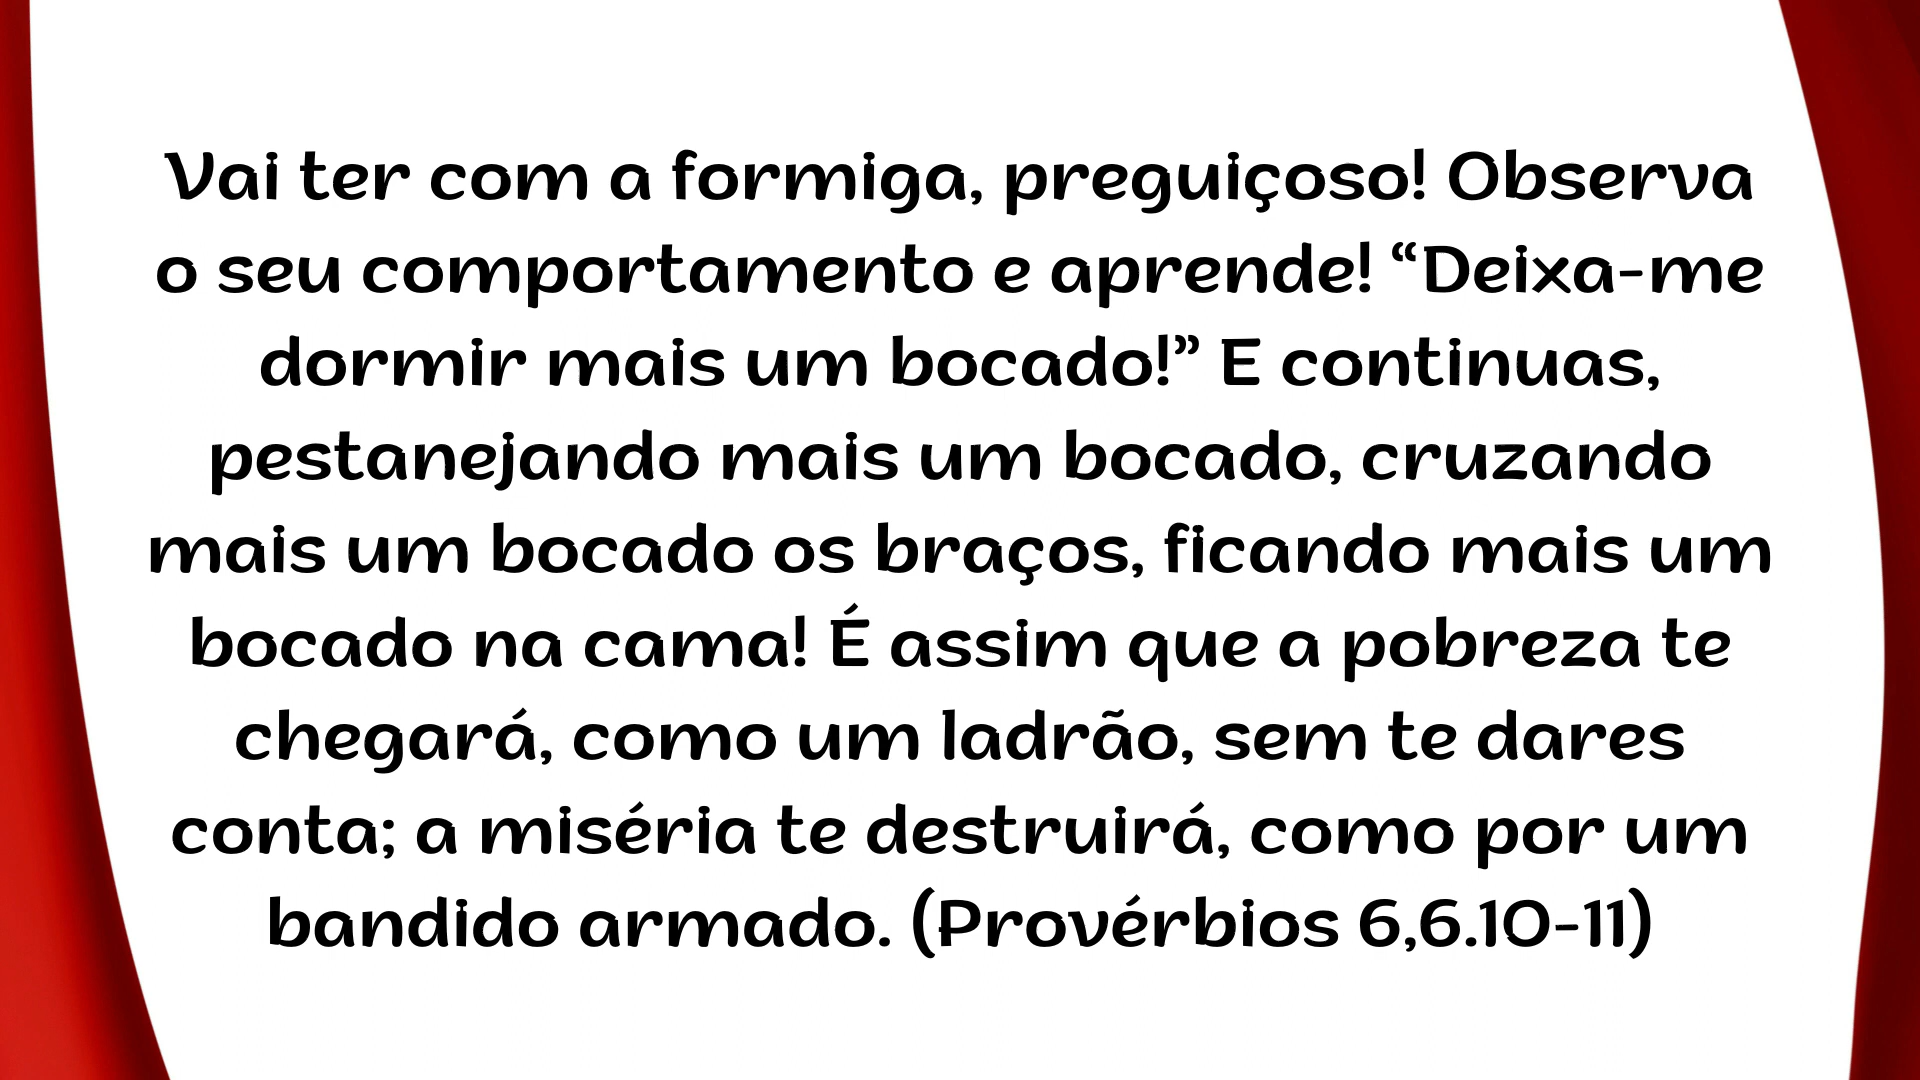 Vai ter com a formiga, preguiçoso! Observa
o seu comportamento e aprende! “Deixa-me
dormir mais um bocado!” E continuas,
pestanejando mais um bocado, cruzando
mais um bocado os braços, ficando mais um
bocado na cama! É assim que a pobreza te
chegará, como um ladrão, sem te dares
conta; a miséria te destruirá, como por um
bandido armado. (Provérbios 6,6.10-11)